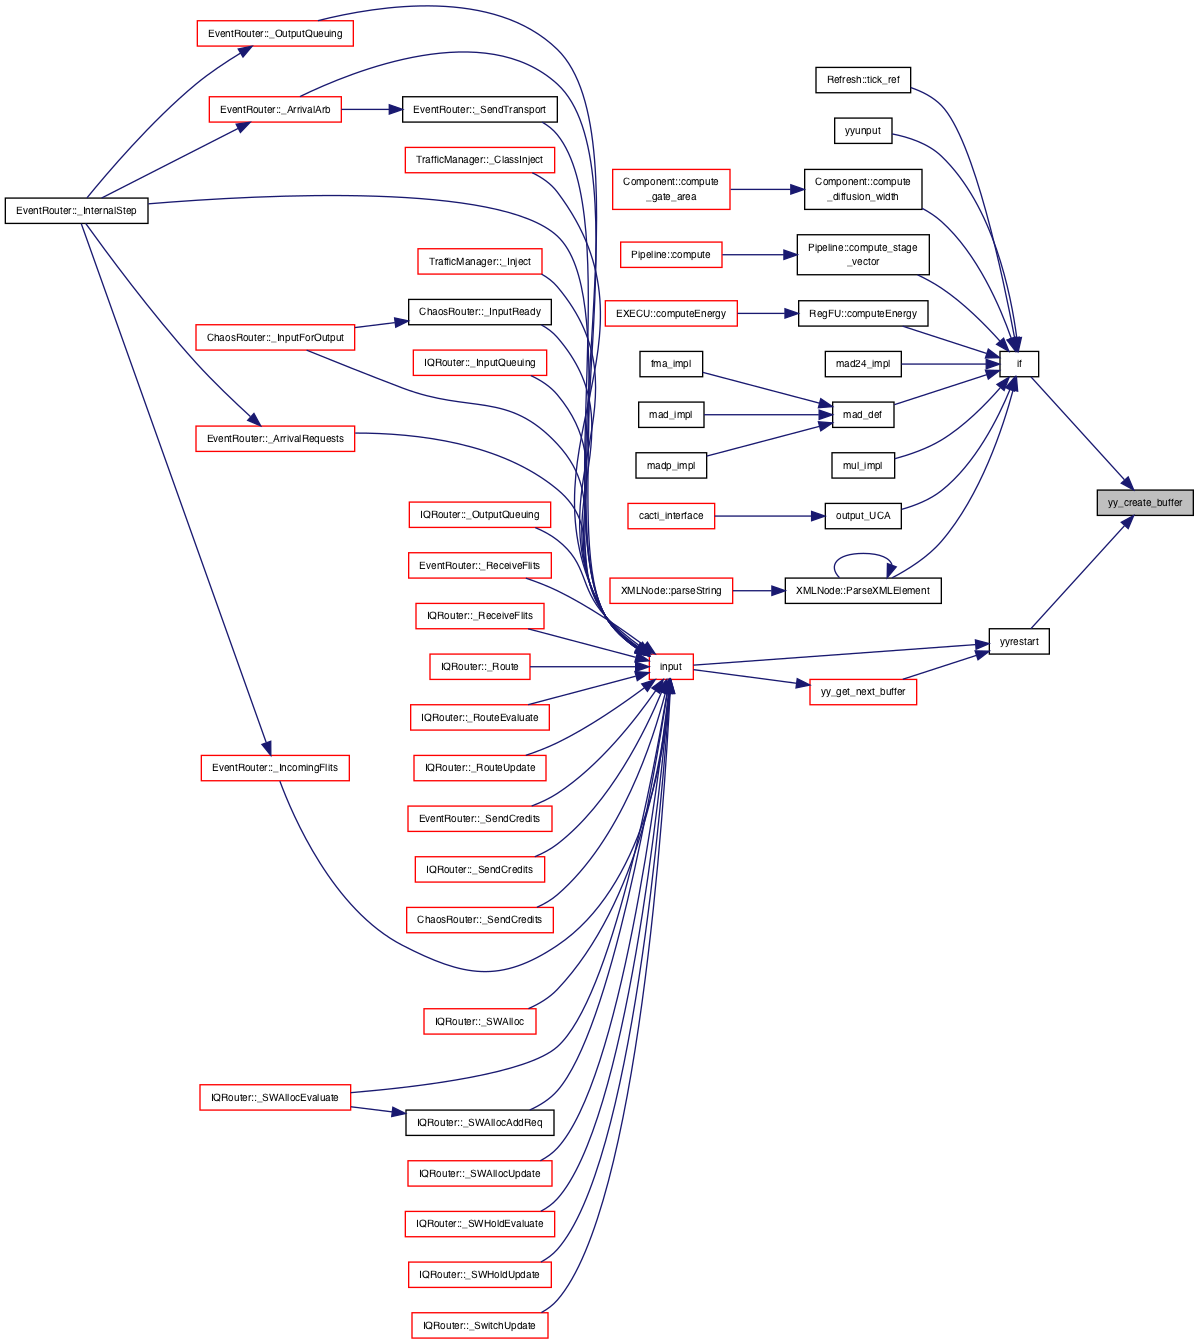 EventRouter::_OutputQueuing
EventRouter::_ArrivalArb
EventRouter::_SendTransport
TrafficManager::_ClassInject
EventRouter::_InternalStep
TrafficManager::_Inject
ChaosRouter::_InputReady
ChaosRouter::_InputForOutput
IQRouter::_InputQueuing
EventRouter::_ArrivalRequests
IQRouter::_OutputQueuing
EventRouter::_ReceiveFlits
IQRouter::_ReceiveFlits
IQRouter::_Route
IQRouter::_RouteEvaluate
IQRouter::_RouteUpdate
EventRouter::_IncomingFlits
EventRouter::_SendCredits
IQRouter::_SendCredits
ChaosRouter::_SendCredits
IQRouter::_SWAlloc
IQRouter::_SWAllocEvaluate
IQRouter::_SWAllocAddReq
IQRouter::_SWAllocUpdate
IQRouter::_SWHoldEvaluate
IQRouter::_SWHoldUpdate
IQRouter::_SwitchUpdate
Refresh::tick_ref
yyunput
Component::compute
_gate_area
Component::compute
_diffusion_width
Pipeline::compute
Pipeline::compute_stage
_vector
EXECU::computeEnergy
RegFU::computeEnergy
fma_impl
mad24_impl
if
mad_impl
mad_def
madp_impl
mul_impl
cacti_interface
output_UCA
yy_create_buffer
XMLNode::parseString
XMLNode::ParseXMLElement
yyrestart
input
yy_get_next_buffer